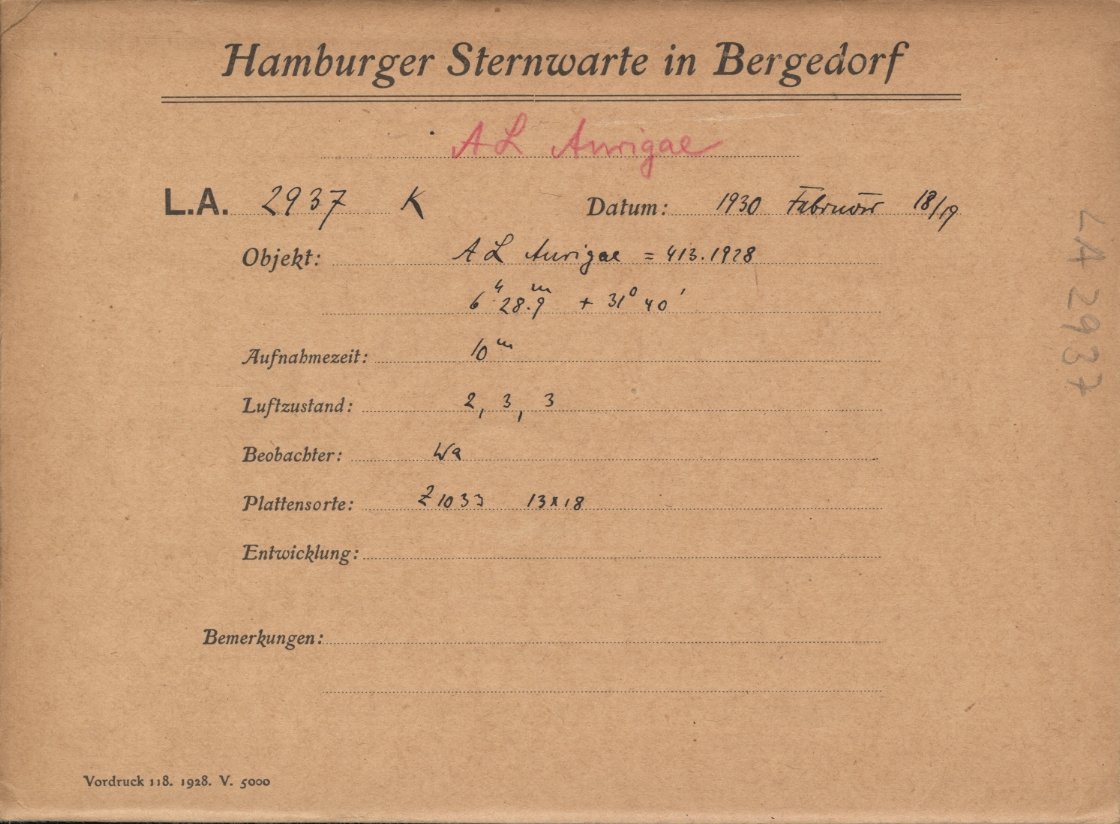 Hamburger Sternwarte in Bergedorf
AL Aurigae
L.A. 2937 K Datum: 1930 Februar 18/19
Objekt: AL Aurigae = 413.1928
6ʰ 28.ᵐ9 + 31° 40'
Aufnahmezeit: 10ᵐ
Luftzustand: 2, 3, 3
Beobachter: Wa
Plattensorte: Z 1033 13x18
Entwicklung:
Bemerkungen:
Vordruck 118. 1928. V. 5000
LA 2937